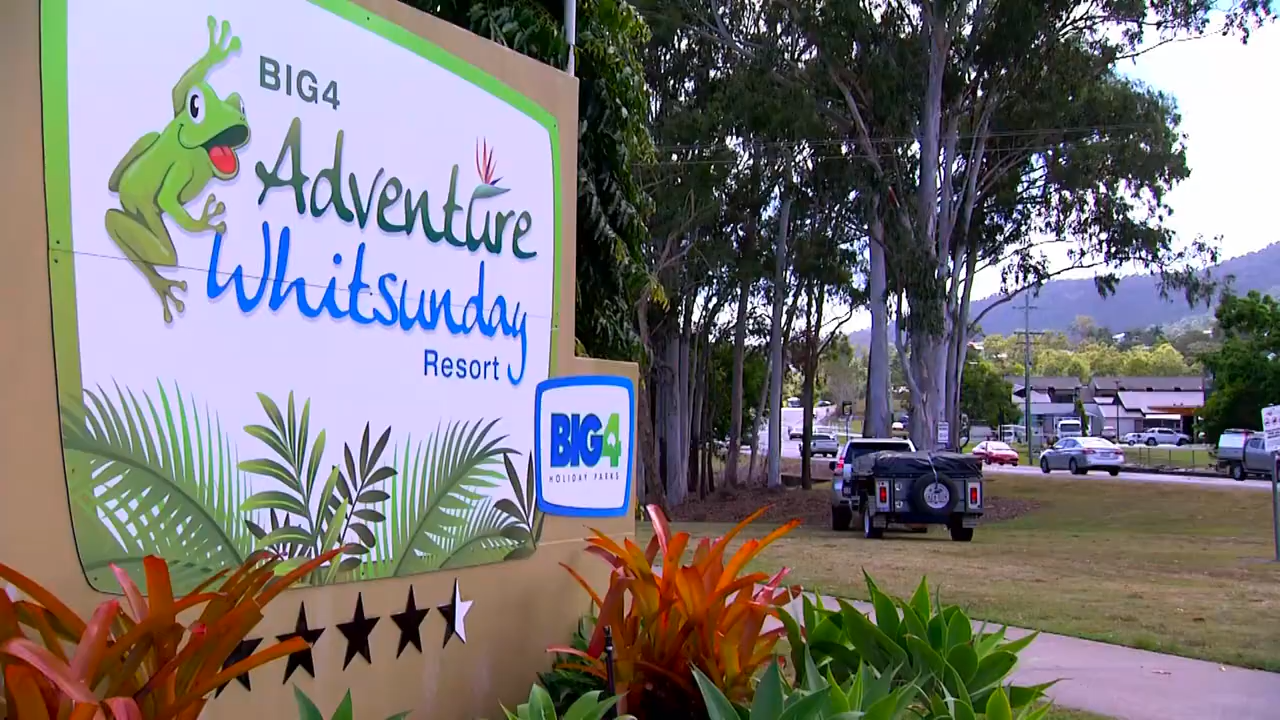 BIG4
Adventure
Whitsunday
Resort
BIG4
HOLIDAY PARKS